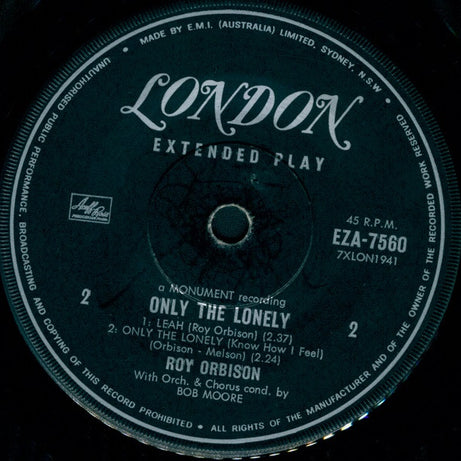 MADE BY E.M.I. (AUSTRALIA) LIMITED, SYDNEY, N.S.W.
LONDON
EXTENDED PLAY
45 R.P.M.
EZA-7560
7XLON1941
a MONUMENT recording
2
2
ONLY THE LONELY
1: LEAH (Roy Orbison) (2.37)
2: ONLY THE LONELY (Know How I Feel)
(Orbison - Melson) (2.24)
ROY ORBISON
With Orch. & Chorus cond. by
BOB MOORE
UNAUTHORISED PUBLIC PERFORMANCE, BROADCASTING AND COPYING OF THIS RECORD PROHIBITED • ALL RIGHTS OF THE MANUFACTURER AND OF THE OWNER OF THE RECORDED WORK RESERVED